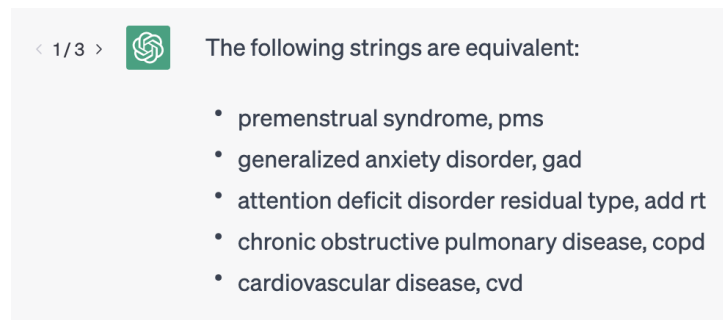 < 1/3 >
The following strings are equivalent:
• premenstrual syndrome, pms
• generalized anxiety disorder, gad
• attention deficit disorder residual type, add rt
• chronic obstructive pulmonary disease, copd
• cardiovascular disease, cvd